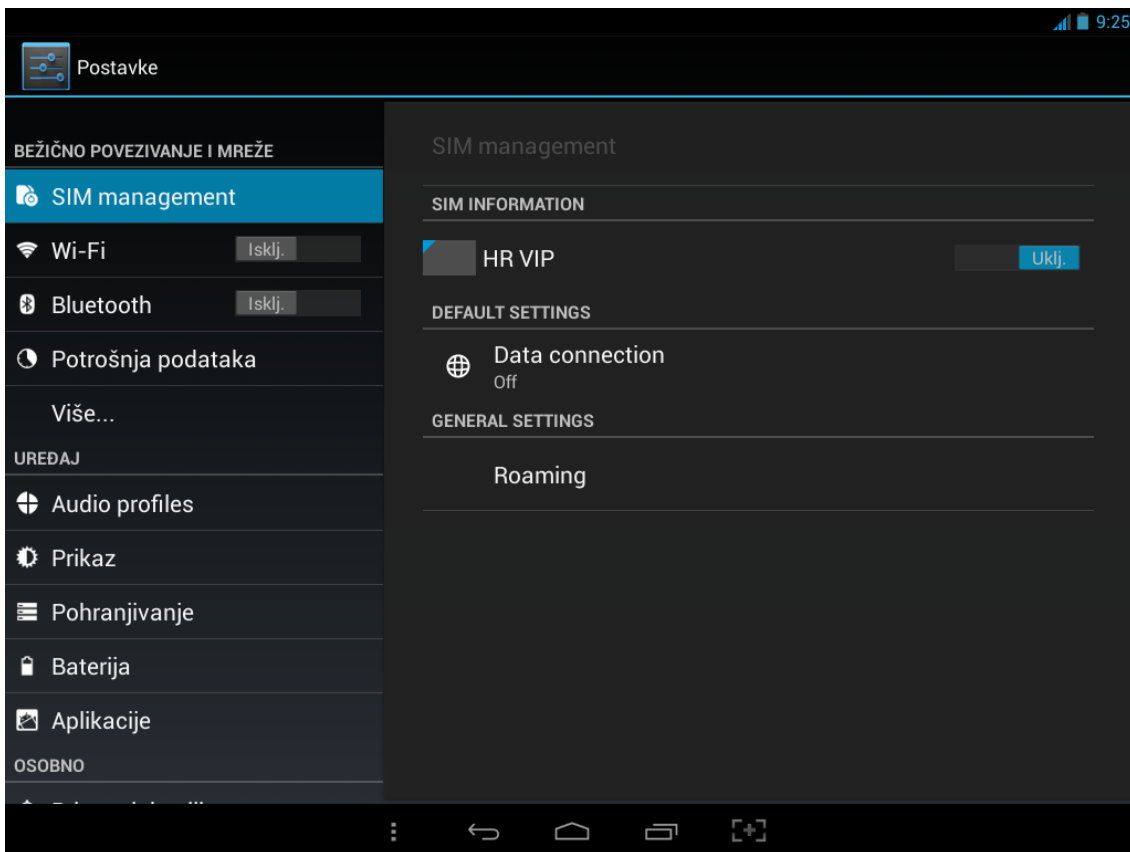 9:25
Postavke
BEŽIČNO POVEZIVANJE I MREŽE
SIM management
Wi-Fi
Isklj.
Bluetooth
Isklj.
Potrošnja podataka
Više...
UREĐAJ
Audio profiles
Prikaz
Pohranjivanje
Baterija
Aplikacije
OSOBNO
SIM management
SIM INFORMATION
HR VIP
Uklj.
DEFAULT SETTINGS
Data connection
Off
GENERAL SETTINGS
Roaming